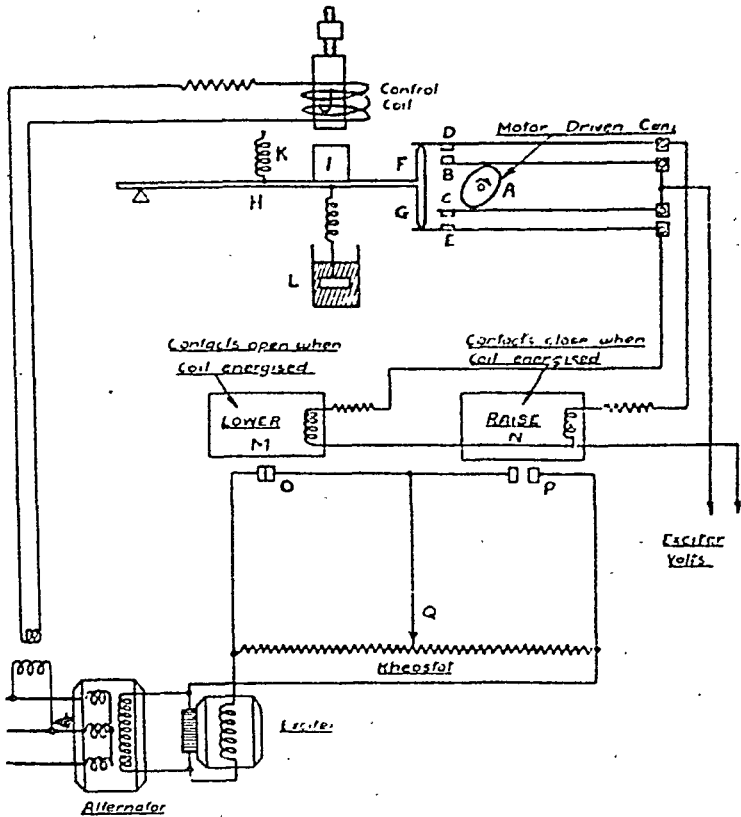 Control
Coil
K
I
D
F
B
Motor Driven Cam
A
H
G
C
E
L
Contacts open when
Coil energised
Contacts close when
Coil energised
LOWER
M
RAISE
N
O
P
Exciter
Volts
Q
Rheostat
Exciter
Alternator